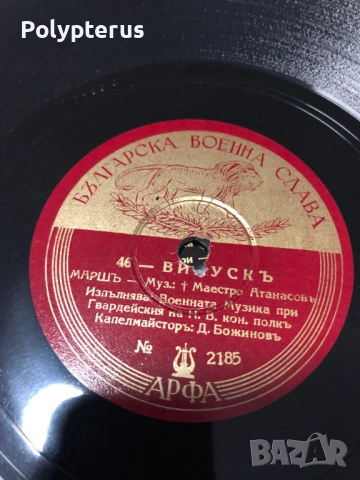 Polypterus
БЪЛГАРСКА ВОЕННА СЛАВА
46 — ВИПУСКЪ
МАРШЪ — Муз.: † Маестро Атанасовъ
Изпълнява: Военната Музика при
Гвардейския на Н. В. кон. полкъ
Капелмайсторъ: Д. Божиновъ
№ 2185
АРФА
BAZAR